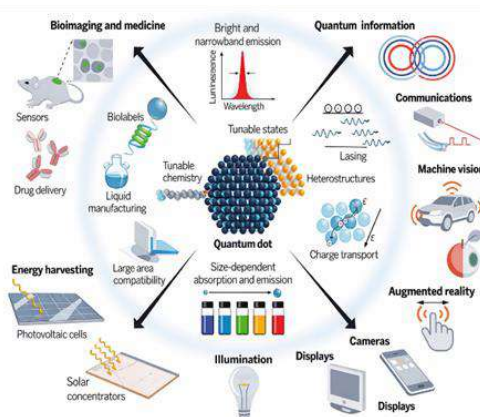 Bioimaging and medicine
Bright and
narrowband emission
Luminescence
Wavelength
Quantum information
Communications
Sensors
Biolabels
Tunable states
Lasing
Drug delivery
Liquid
manufacturing
Tunable
chemistry
Heterostructures
Machine vision
Quantum dot
ε
ε
Charge transport
Large area
compatibility
Size-dependent
absorption and emission
Energy harvesting
Photovoltaic cells
Augmented reality
Solar
concentrators
Illumination
Cameras
Displays
Displays